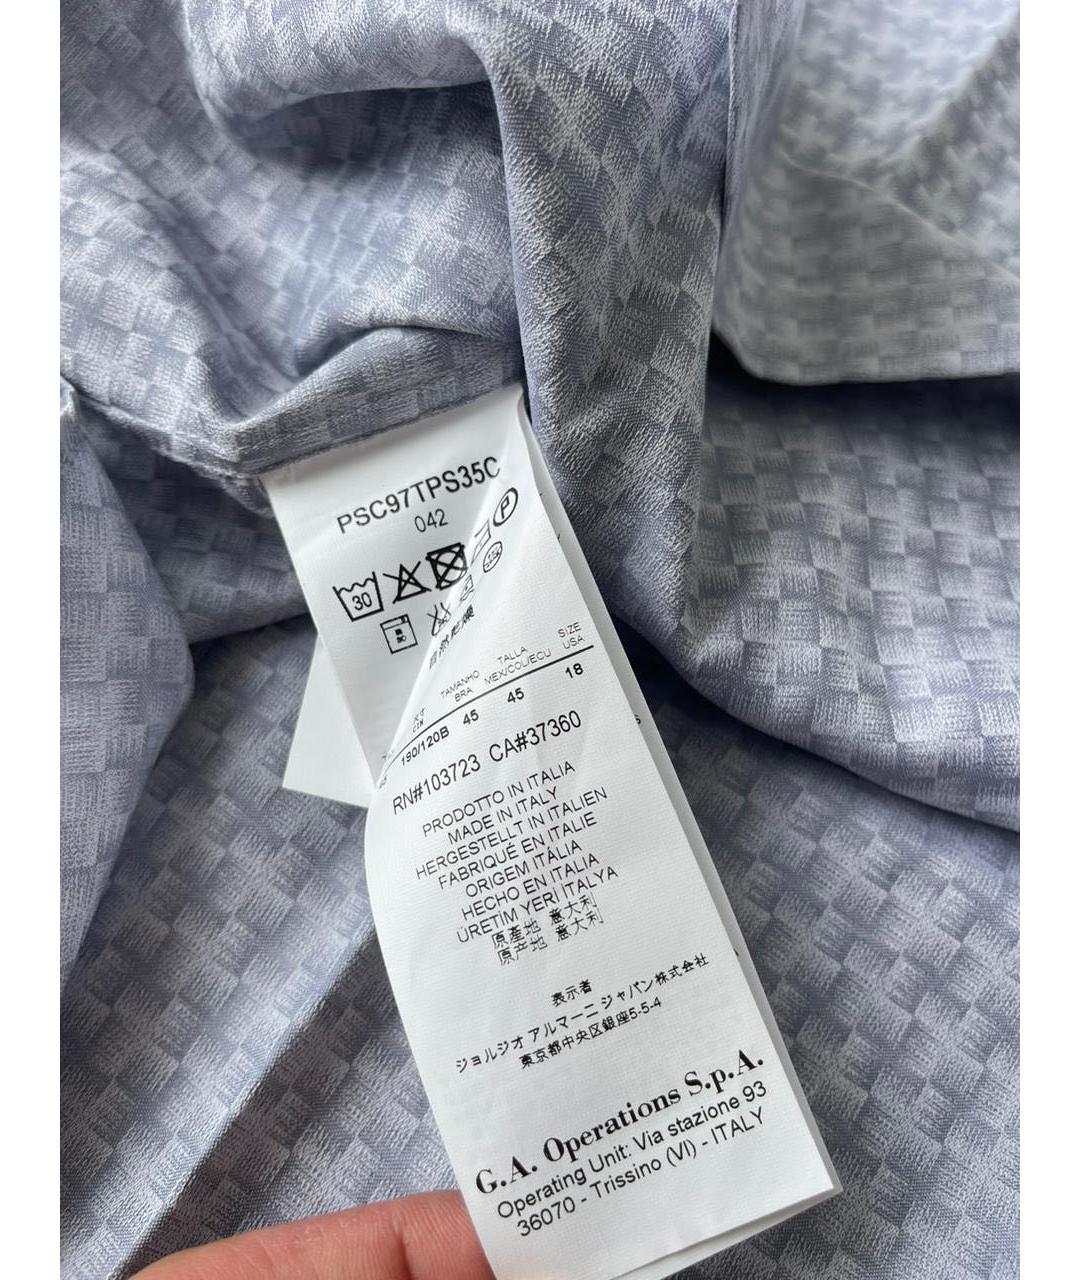 PSC97TPS35C
042
30
P
TAMANHO BRA
TALLA MEX/COL/ECU
SIZE USA
190/120B 45 45 18
RN#103723 CA#37360
PRODOTTO IN ITALIA
MADE IN ITALY
HERGESTELLT IN ITALIEN
FABRIQUÉ EN ITALIE
ORIGEM ITÁLIA
HECHO EN ITALIA
ÜRETİM YERİ İTALYA
原產地 意大利
原产地 意大利
表示者
ジョルジオ アルマーニ ジャパン株式会社
東京都中央区銀座5-5-4
G.A. Operations S.p.A.
Operating Unit: Via stazione 93
36070 - Trissino (VI) - ITALY